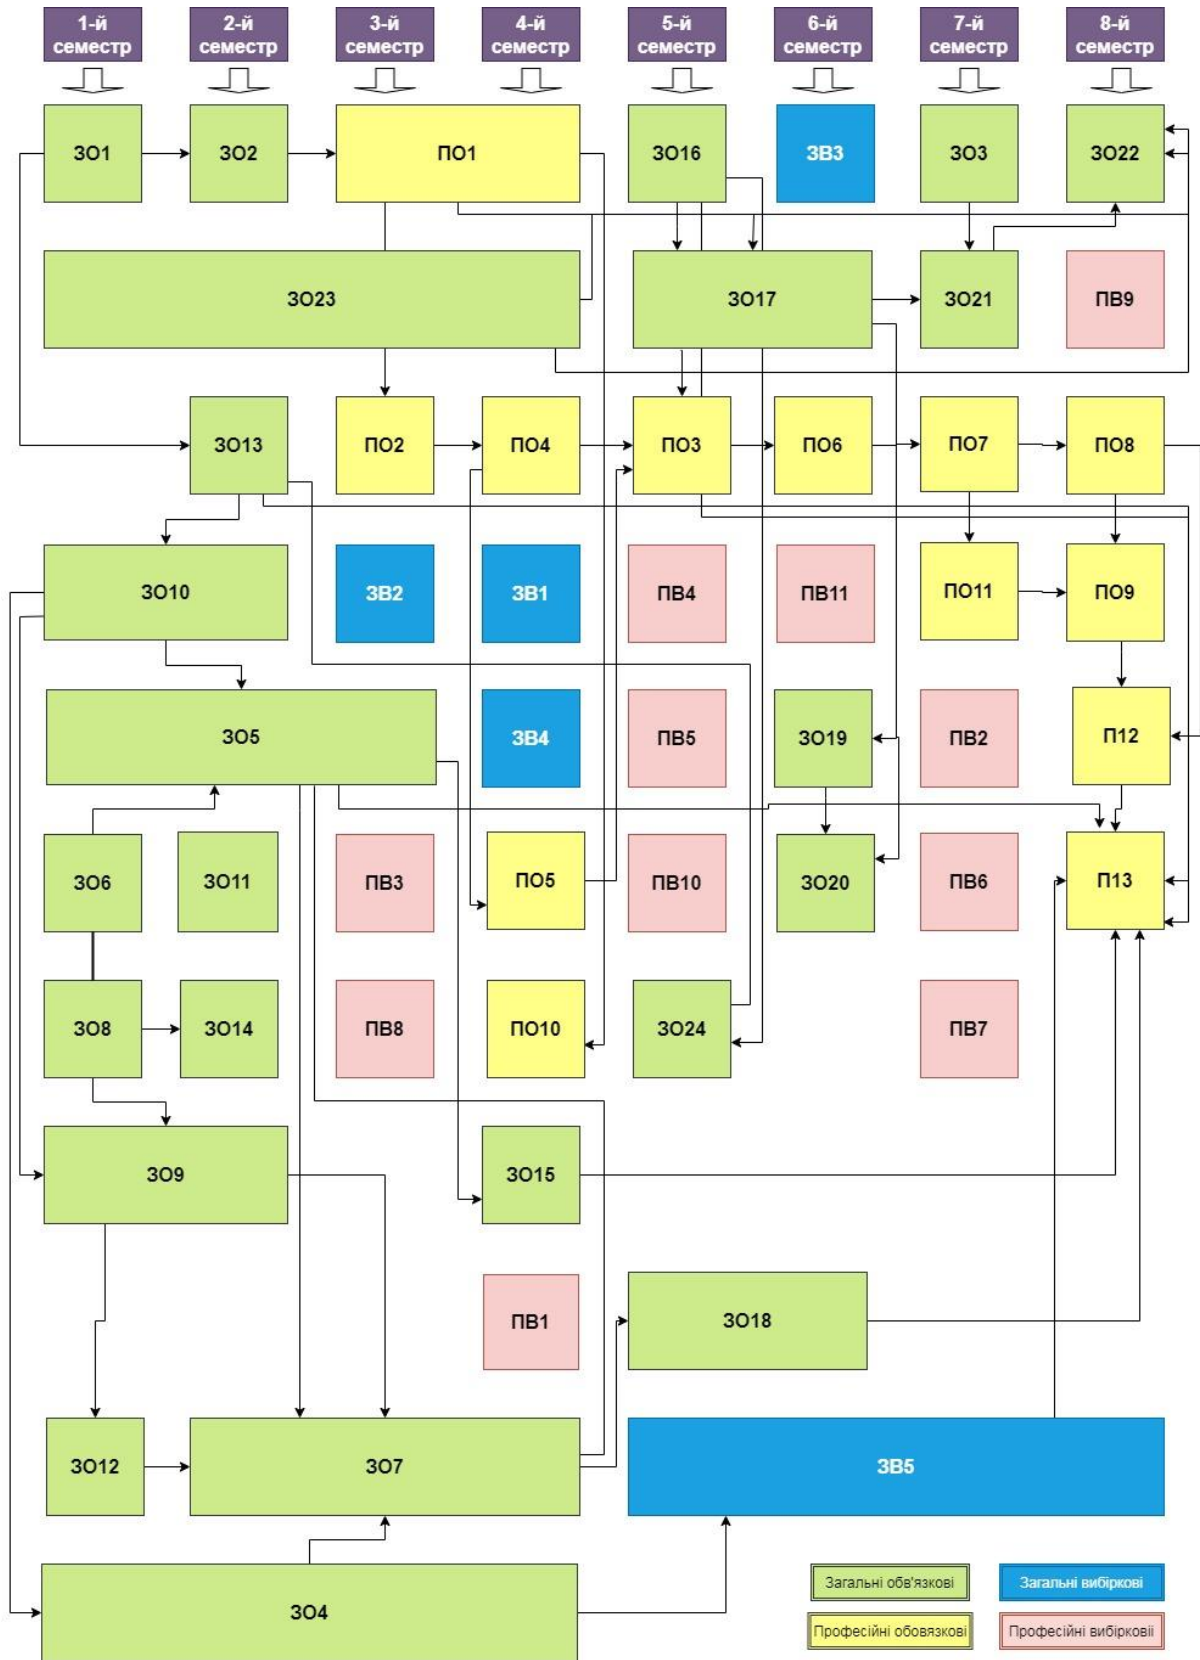 1-й
семестр
2-й
семестр
3-й
семестр
4-й
семестр
5-й
семестр
6-й
семестр
7-й
семестр
8-й
семестр
ЗО1
ЗО2
ПО1
ЗО16
ЗВ3
ЗО3
ЗО22
ЗО23
ЗО17
ЗО21
ПВ9
ЗО13
ПО2
ПО4
ПО3
ПО6
ПО7
ПО8
ЗО10
ЗВ2
ЗВ1
ПВ4
ПВ11
ПО11
ПО9
ЗО5
ЗВ4
ПВ5
ЗО19
ПВ2
П12
ЗО6
ЗО11
ПВ3
ПО5
ПВ10
ЗО20
ПВ6
П13
ЗО8
ЗО14
ПВ8
ПО10
ЗО24
ПВ7
ЗО9
ЗО15
ПВ1
ЗО18
ЗО12
ЗО7
ЗВ5
ЗО4
Загальні обв'язкові
Загальні вибіркові
Професійні обовязкові
Професійні вибірковіі